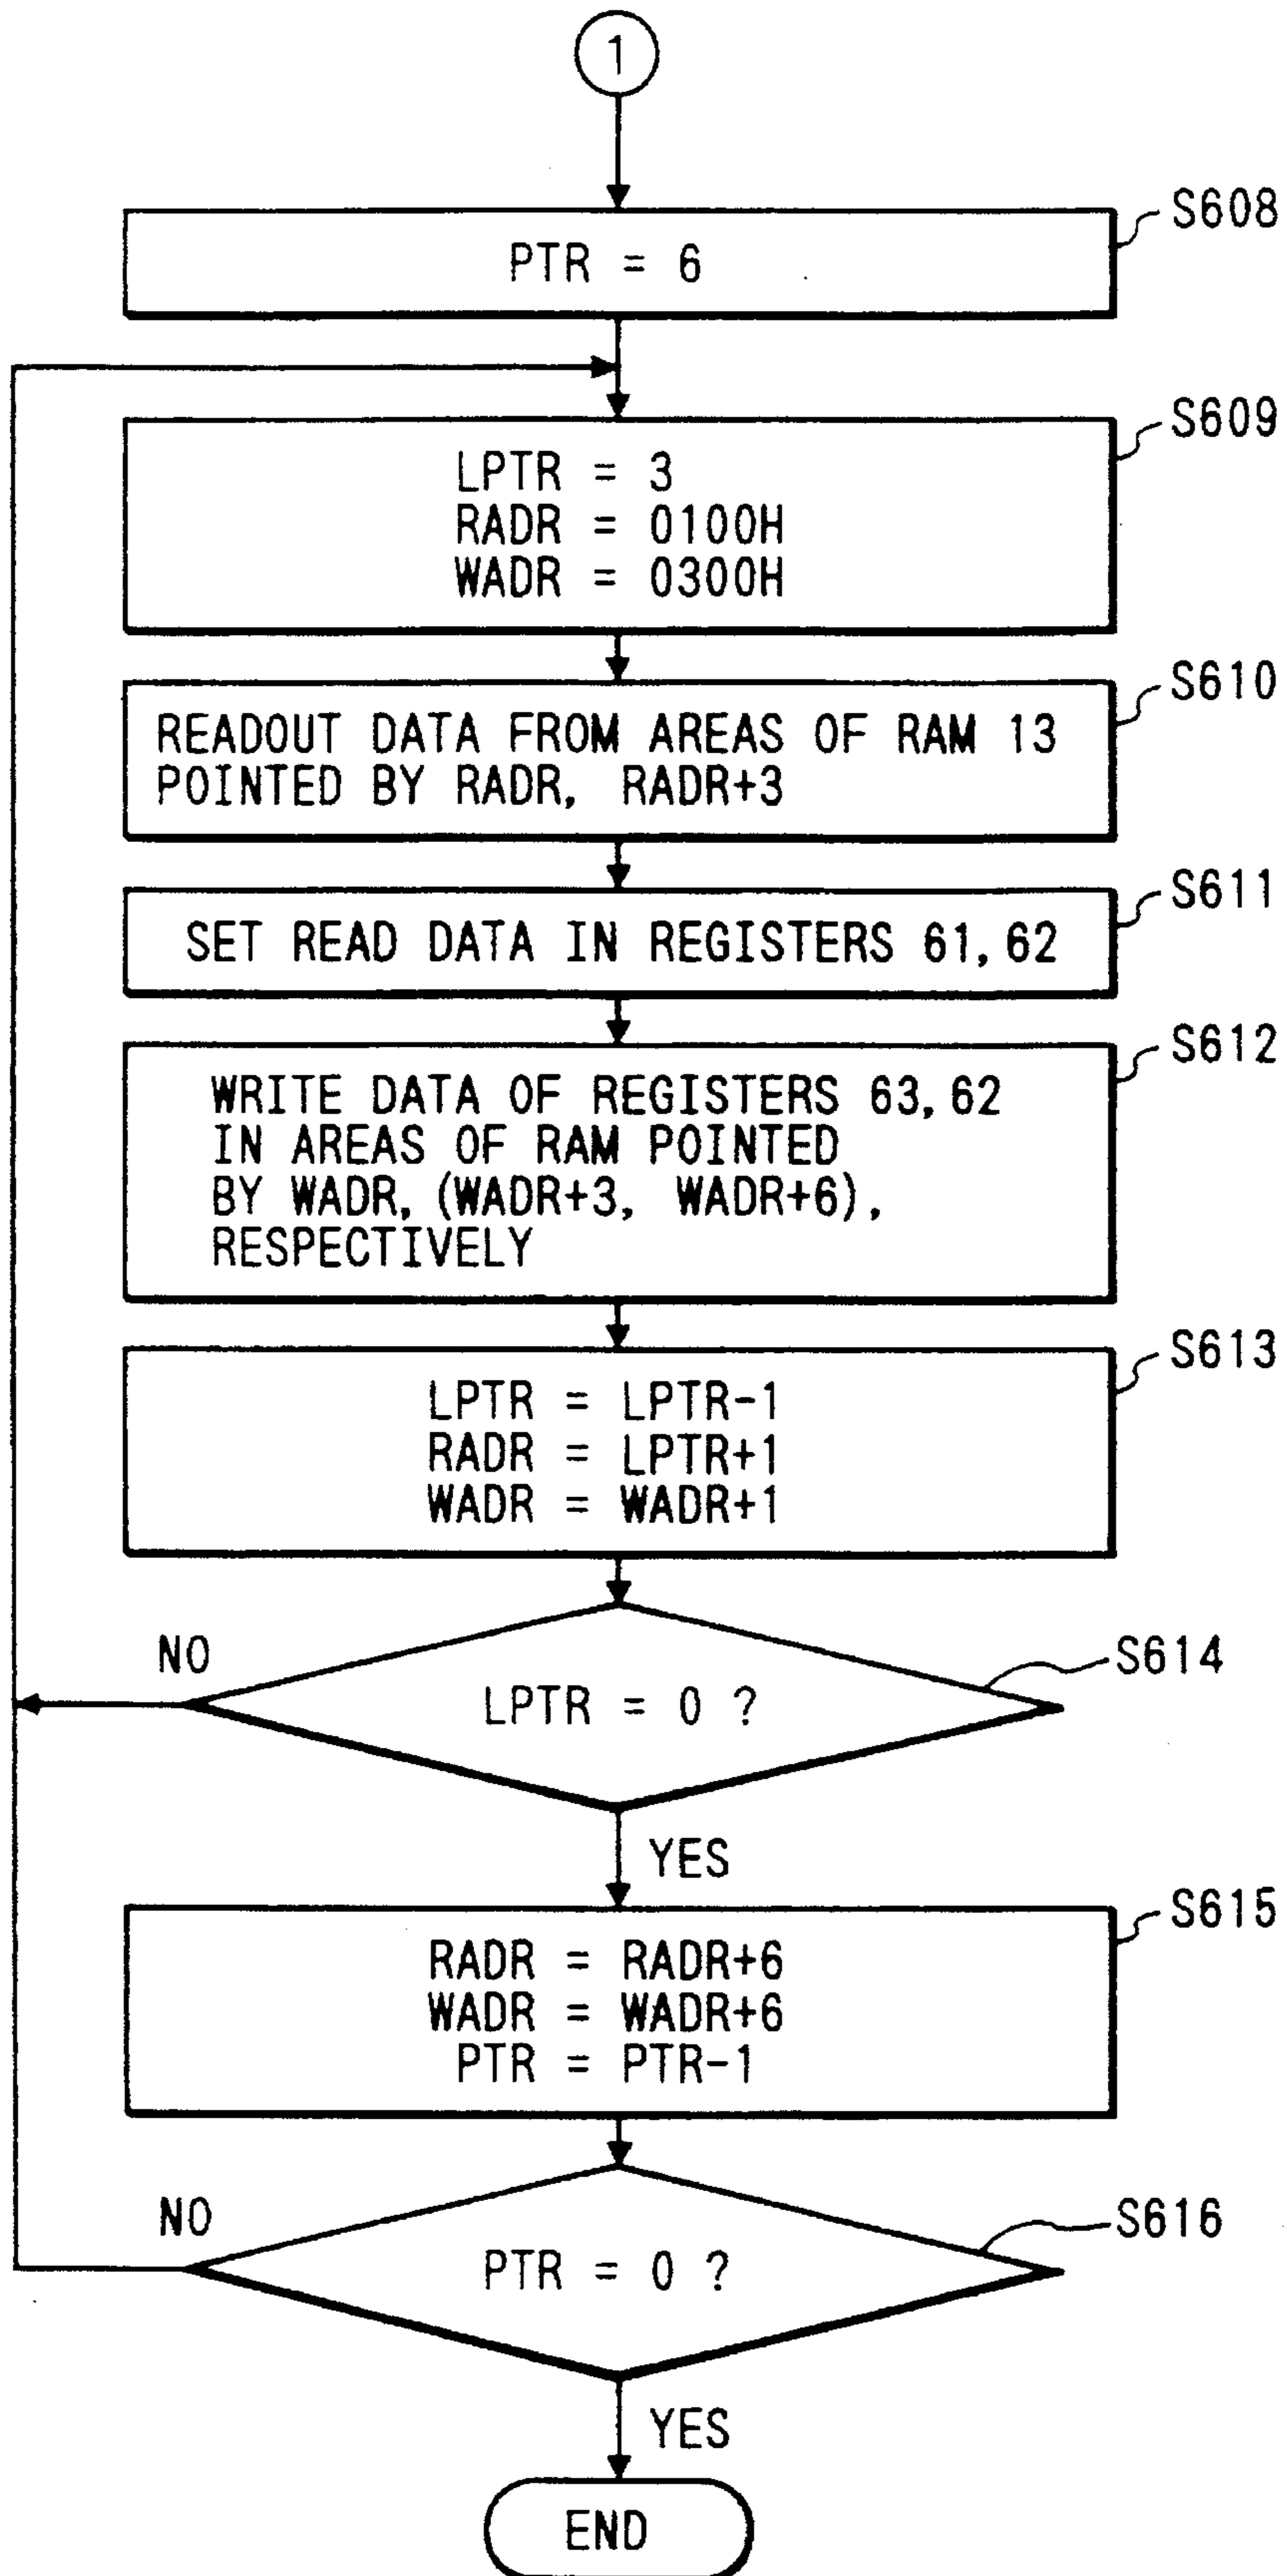 1
S608
PTR = 6
S609
LPTR = 3
RADR = 0100H
WADR = 0300H
S610
READOUT DATA FROM AREAS OF RAM 13
POINTED BY RADR, RADR+3
S611
SET READ DATA IN REGISTERS 61, 62
S612
WRITE DATA OF REGISTERS 63, 62
IN AREAS OF RAM POINTED
BY WADR, (WADR+3, WADR+6),
RESPECTIVELY
S613
LPTR = LPTR-1
RADR = LPTR+1
WADR = WADR+1
NO
S614
LPTR = 0 ?
YES
S615
RADR = RADR+6
WADR = WADR+6
PTR = PTR-1
NO
S616
PTR = 0 ?
YES
END